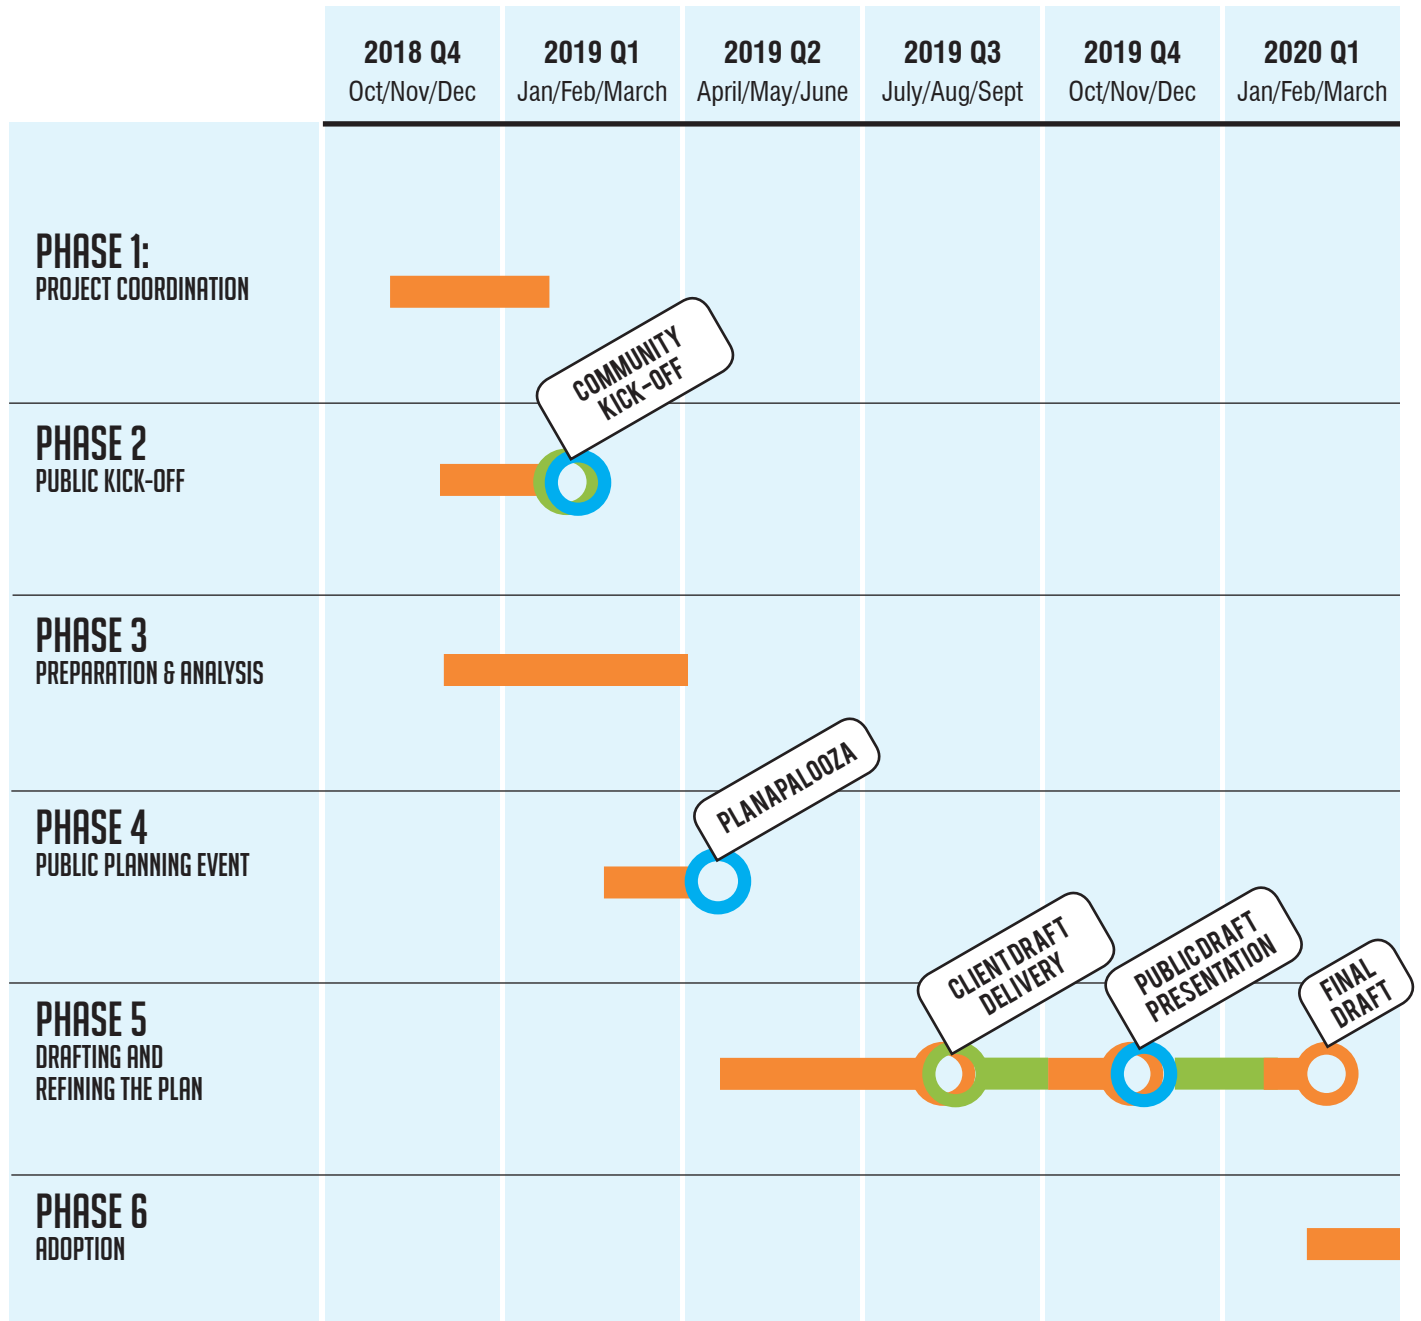 2018 Q4
Oct/Nov/Dec
2019 Q1
Jan/Feb/March
2019 Q2
April/May/June
2019 Q3
July/Aug/Sept
2019 Q4
Oct/Nov/Dec
2020 Q1
Jan/Feb/March
PHASE 1:
PROJECT COORDINATION
COMMUNITY
KICK-OFF
PHASE 2
PUBLIC KICK-OFF
PHASE 3
PREPARATION & ANALYSIS
PLANAPALOOZA
PHASE 4
PUBLIC PLANNING EVENT
CLIENT DRAFT
DELIVERY
PUBLIC DRAFT
PRESENTATION
FINAL
DRAFT
PHASE 5
DRAFTING AND
REFINING THE PLAN
PHASE 6
ADOPTION